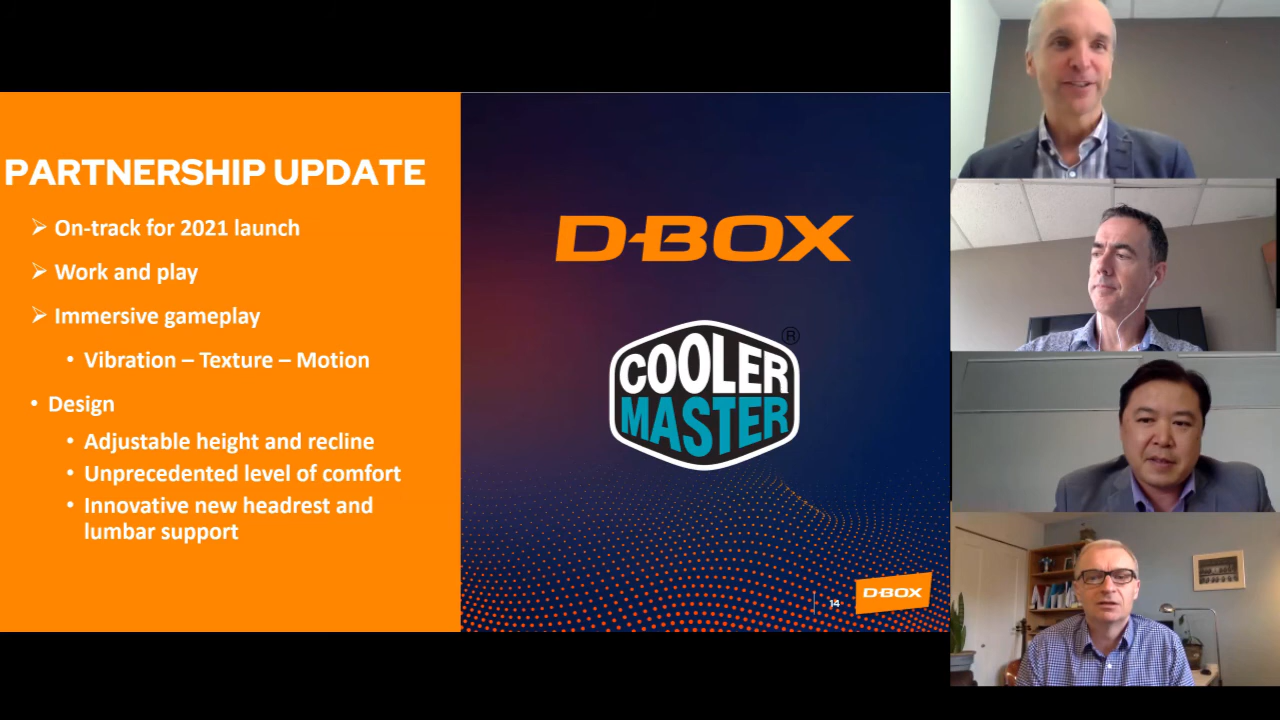 PARTNERSHIP UPDATE
➢ On-track for 2021 launch
➢ Work and play
➢ Immersive gameplay
• Vibration – Texture – Motion
• Design
• Adjustable height and recline
• Unprecedented level of comfort
• Innovative new headrest and
lumbar support
D-BOX
COOLER
MASTER
®
14
D-BOX